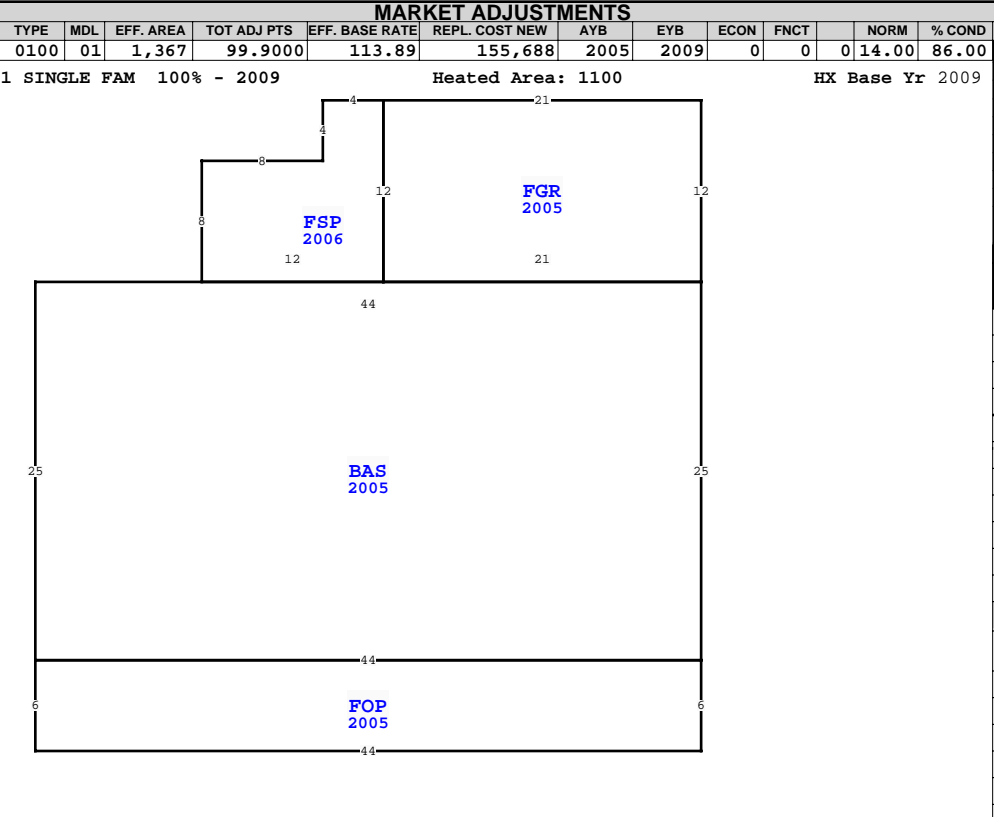 MARKET ADJUSTMENTS
TYPE MDL EFF. AREA TOT ADJ PTS EFF. BASE RATE REPL. COST NEW AYB EYB ECON FNCT NORM % COND
0100 01 1,367 99.9000 113.89 155,688 2005 2009 0 0 0 14.00 86.00
1 SINGLE FAM 100% - 2009 Heated Area: 1100 HX Base Yr 2009
4 21
4
8
12 FGR 12
2005
8 FSP
2006
12 21
44
25 BAS 25
2005
44
6 FOP 6
2005
44